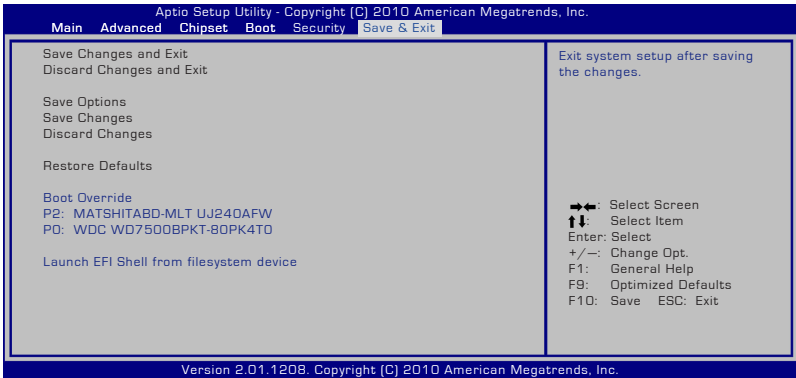 Aptio Setup Utility - Copyright (C) 2010 American Megatrends, Inc.
Main Advanced Chipset Boot Security Save & Exit
Save Changes and Exit
Discard Changes and Exit
Save Options
Save Changes
Discard Changes
Restore Defaults
Boot Override
P2: MATSHITABD-MLT UJ240AFW
P0: WDC WD7500BPKT-80PK4T0
Launch EFI Shell from filesystem device
Exit system setup after saving
the changes.
→←: Select Screen
↑↓: Select Item
Enter: Select
+/—: Change Opt.
F1: General Help
F9: Optimized Defaults
F10: Save ESC: Exit
Version 2.01.1208. Copyright (C) 2010 American Megatrends, Inc.